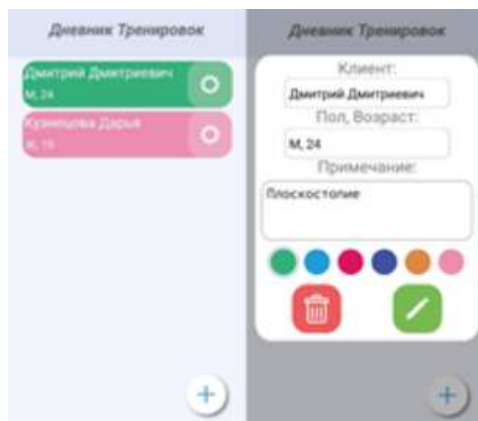 Дневник Тренировок
Дмитрий Дмитриевич
М, 24
Кузнецова Дарья
Дневник Тренировок
Клиент:
Дмитрий Дмитриевич
Пол, Возраст:
М, 24
Примечание:
Плоскостопие